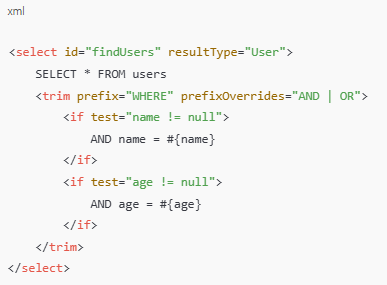 xml
<select id="findUsers" resultType="User">
    SELECT * FROM users
    <trim prefix="WHERE" prefixOverrides="AND | OR">
        <if test="name != null">
            AND name = #{name}
        </if>
        <if test="age != null">
            AND age = #{age}
        </if>
    </trim>
</select>